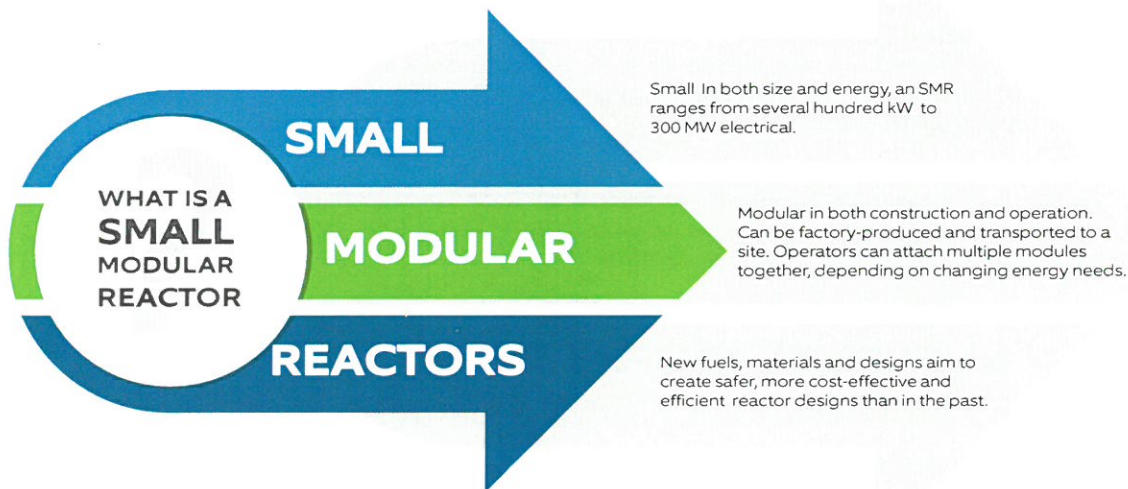 WHAT IS A
SMALL
MODULAR
REACTOR
SMALL
Small In both size and energy, an SMR
ranges from several hundred kW to
300 MW electrical.
MODULAR
Modular in both construction and operation.
Can be factory-produced and transported to a
site. Operators can attach multiple modules
together, depending on changing energy needs.
REACTORS
New fuels, materials and designs aim to
create safer, more cost-effective and
efficient reactor designs than in the past.